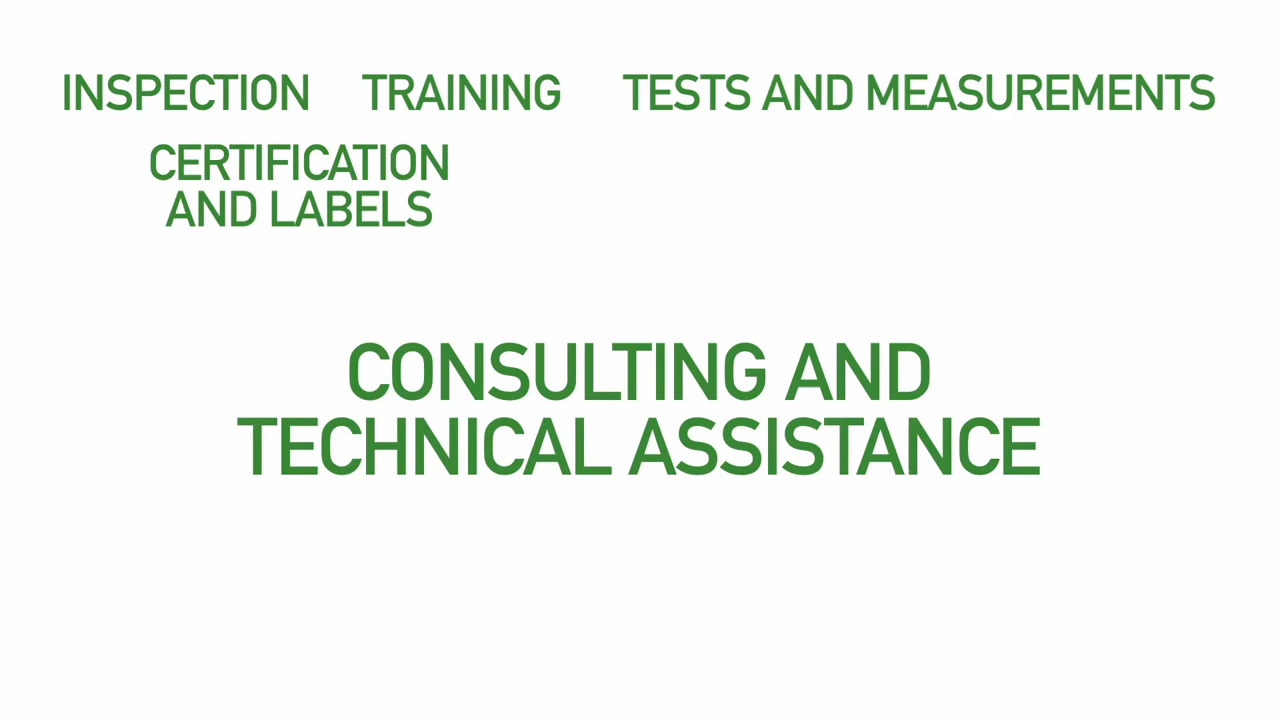 INSPECTION TRAINING TESTS AND MEASUREMENTS
CERTIFICATION
AND LABELS
CONSULTING AND
TECHNICAL ASSISTANCE